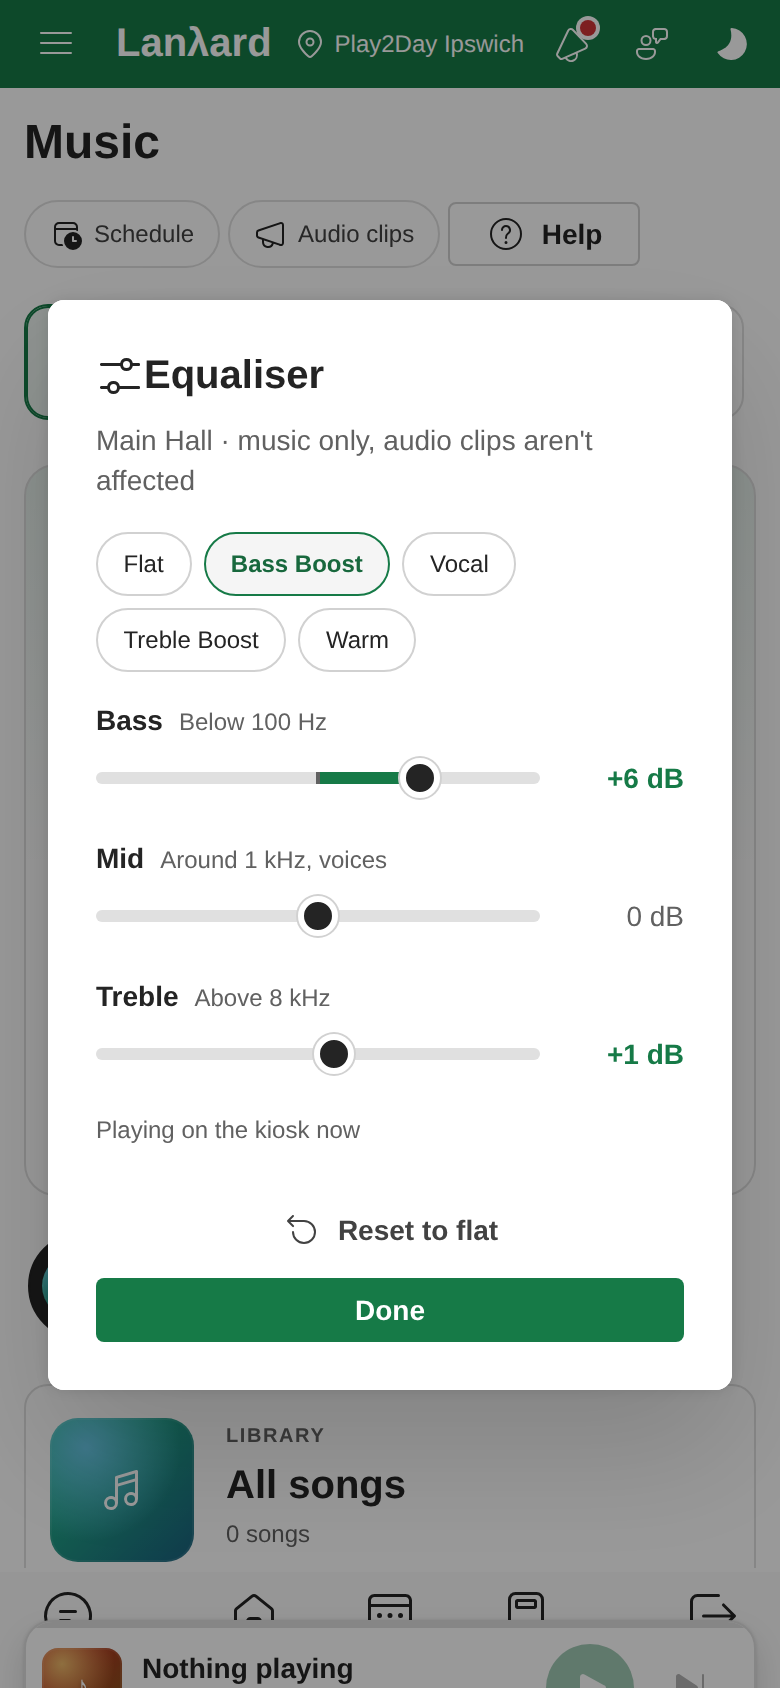 Lanλard
Play2Day Ipswich
Music
Schedule
Audio clips
Help
Equaliser
Main Hall · music only, audio clips aren't
affected
Flat
Bass Boost
Vocal
Treble Boost
Warm
Bass Below 100 Hz
+6 dB
Mid Around 1 kHz, voices
0 dB
Treble Above 8 kHz
+1 dB
Playing on the kiosk now
Reset to flat
Done
LIBRARY
All songs
0 songs
Nothing playing